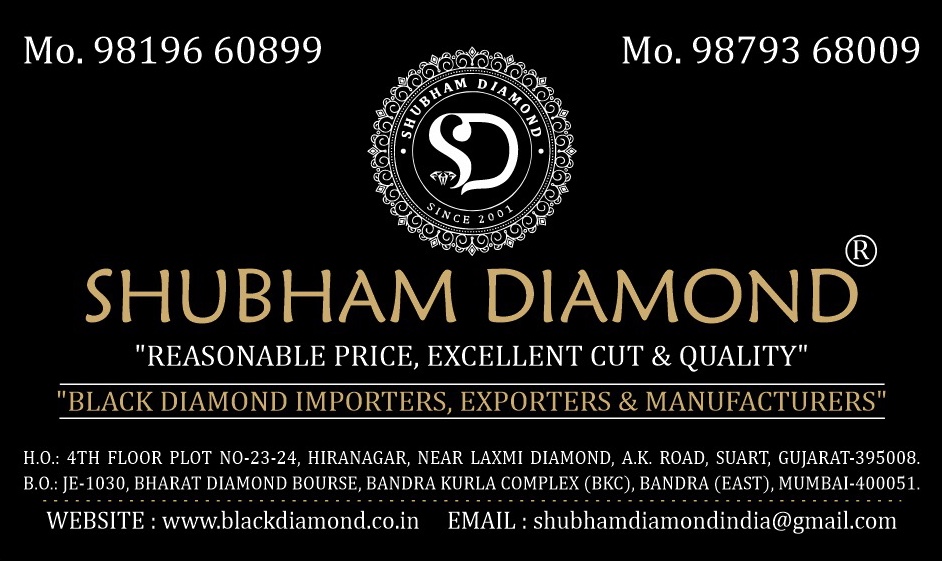 Mo. 98196 60899
Mo. 98793 68009
SHUBHAM DIAMOND
SD
SINCE 2001
SHUBHAM DIAMOND®
"REASONABLE PRICE, EXCELLENT CUT & QUALITY"
"BLACK DIAMOND IMPORTERS, EXPORTERS & MANUFACTURERS"
H.O.: 4TH FLOOR PLOT NO-23-24, HIRANAGAR, NEAR LAXMI DIAMOND, A.K. ROAD, SUART, GUJARAT-395008.
B.O.: JE-1030, BHARAT DIAMOND BOURSE, BANDRA KURLA COMPLEX (BKC), BANDRA (EAST), MUMBAI-400051.
WEBSITE : www.blackdiamond.co.in EMAIL : shubhamdiamondindia@gmail.com